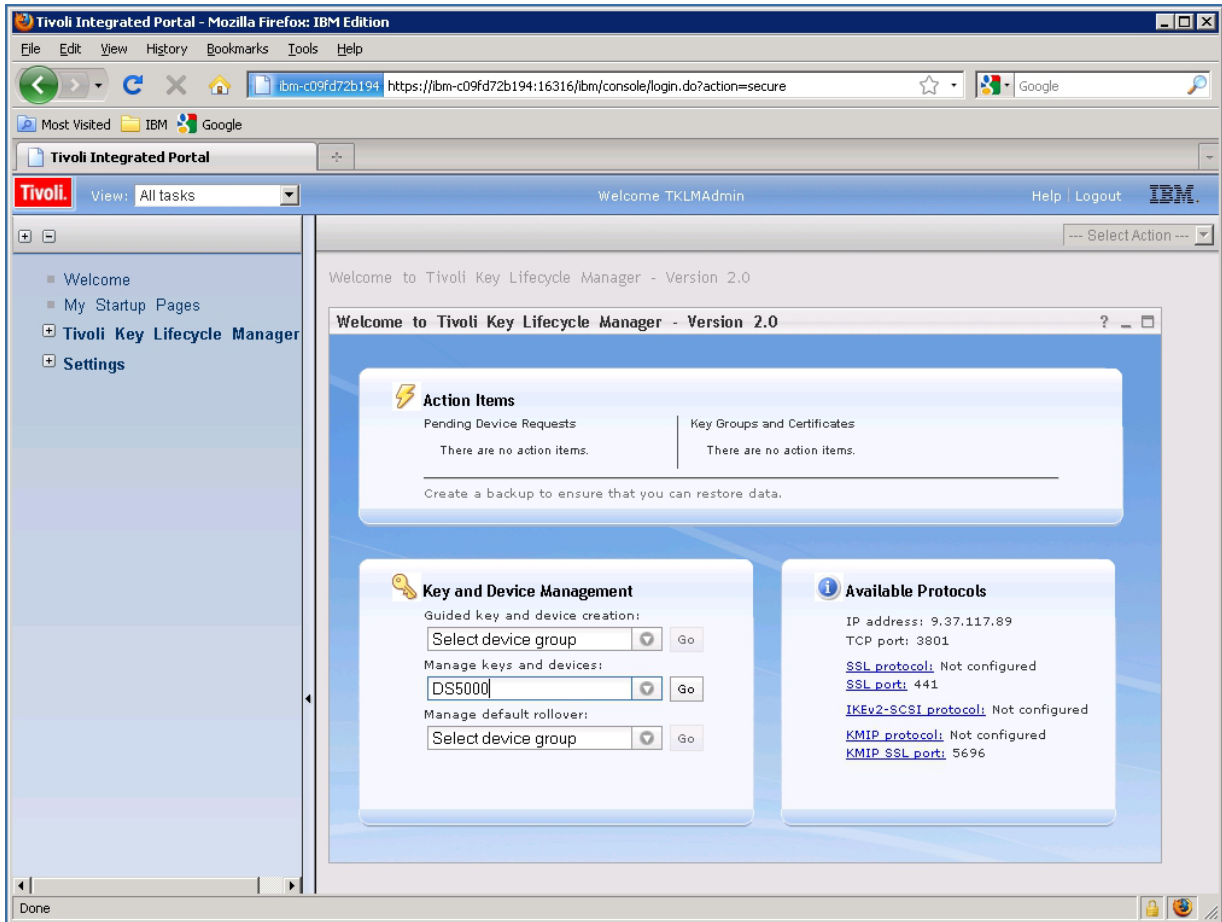 Tivoli Integrated Portal - Mozilla Firefox: IBM Edition
File Edit View History Bookmarks Tools Help
ibm-c09fd72b194 https://ibm-c09fd72b194:16316/ibm/console/login.do?action=secure Google
Most Visited IBM Google
Tivoli Integrated Portal
Tivoli. View: All tasks Welcome TKLMAdmin Help Logout IBM.
--- Select Action ---
Welcome
My Startup Pages
Tivoli Key Lifecycle Manager
Settings
Welcome to Tivoli Key Lifecycle Manager - Version 2.0
Welcome to Tivoli Key Lifecycle Manager - Version 2.0 ?
Action Items
Pending Device Requests Key Groups and Certificates
There are no action items. There are no action items.
Create a backup to ensure that you can restore data.
Key and Device Management
Guided key and device creation:
Select device group Go
Manage keys and devices:
DS5000 Go
Manage default rollover:
Select device group Go
Available Protocols
IP address: 9.37.117.89
TCP port: 3801
SSL protocol: Not configured
SSL port: 441
IKEv2-SCSI protocol: Not configured
KMIP protocol: Not configured
KMIP SSL port: 5696
Done